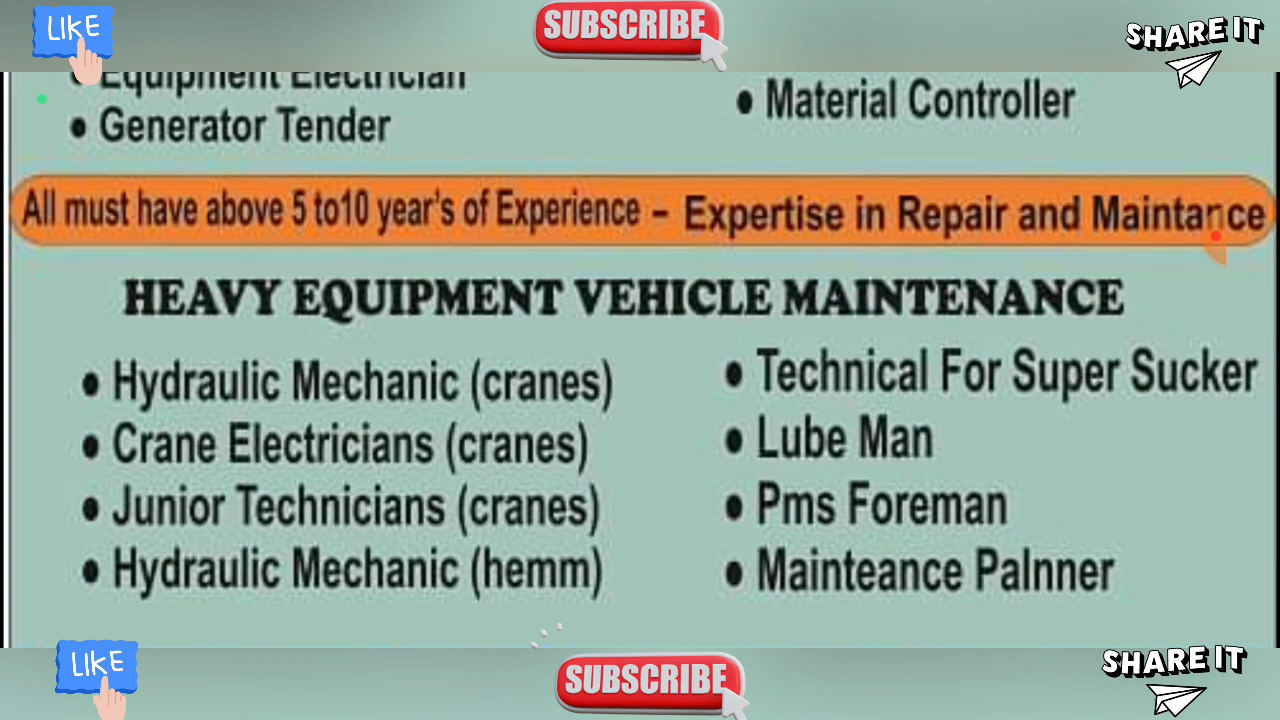 LIKE
SUBSCRIBE
SHARE IT
• Equipment Electrician
• Generator Tender
• Material Controller
All must have above 5 to10 year's of Experience – Expertise in Repair and Maintance
HEAVY EQUIPMENT VEHICLE MAINTENANCE
• Hydraulic Mechanic (cranes)
• Crane Electricians (cranes)
• Junior Technicians (cranes)
• Hydraulic Mechanic (hemm)
• Technical For Super Sucker
• Lube Man
• Pms Foreman
• Mainteance Palnner
LIKE
SUBSCRIBE
SHARE IT